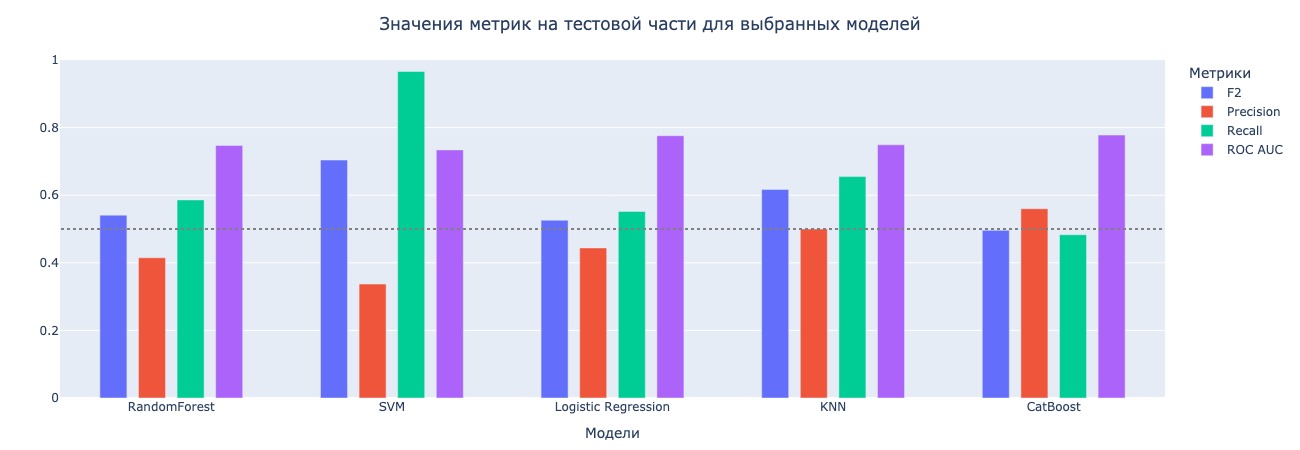 Значения метрик на тестовой части для выбранных моделей
1
0.8
0.6
0.4
0.2
0
RandomForest
SVM
Logistic Regression
KNN
CatBoost
Модели
Метрики
F2
Precision
Recall
ROC AUC